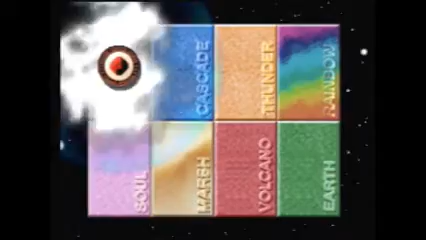 CASCADE
THUNDER
RAINBOW
SOUL
MARSH
VOLCANO
EARTH